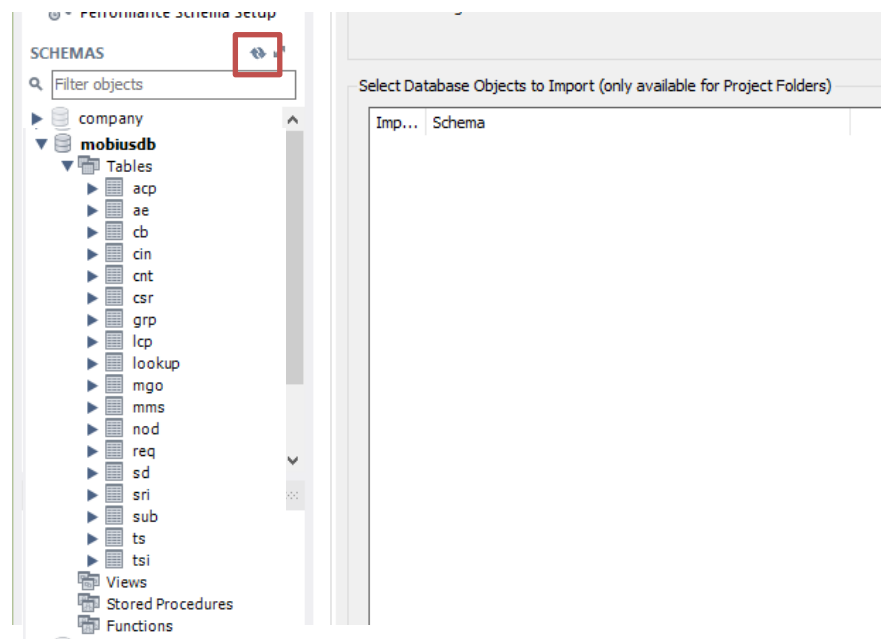 Performance Schema Setup
SCHEMAS
Filter objects
company
mobiusdb
Tables
acp
ae
cb
cin
cnt
csr
grp
lcp
lookup
mgo
mms
nod
req
sd
sri
sub
ts
tsi
Views
Stored Procedures
Functions
Select Database Objects to Import (only available for Project Folders)
Imp... Schema